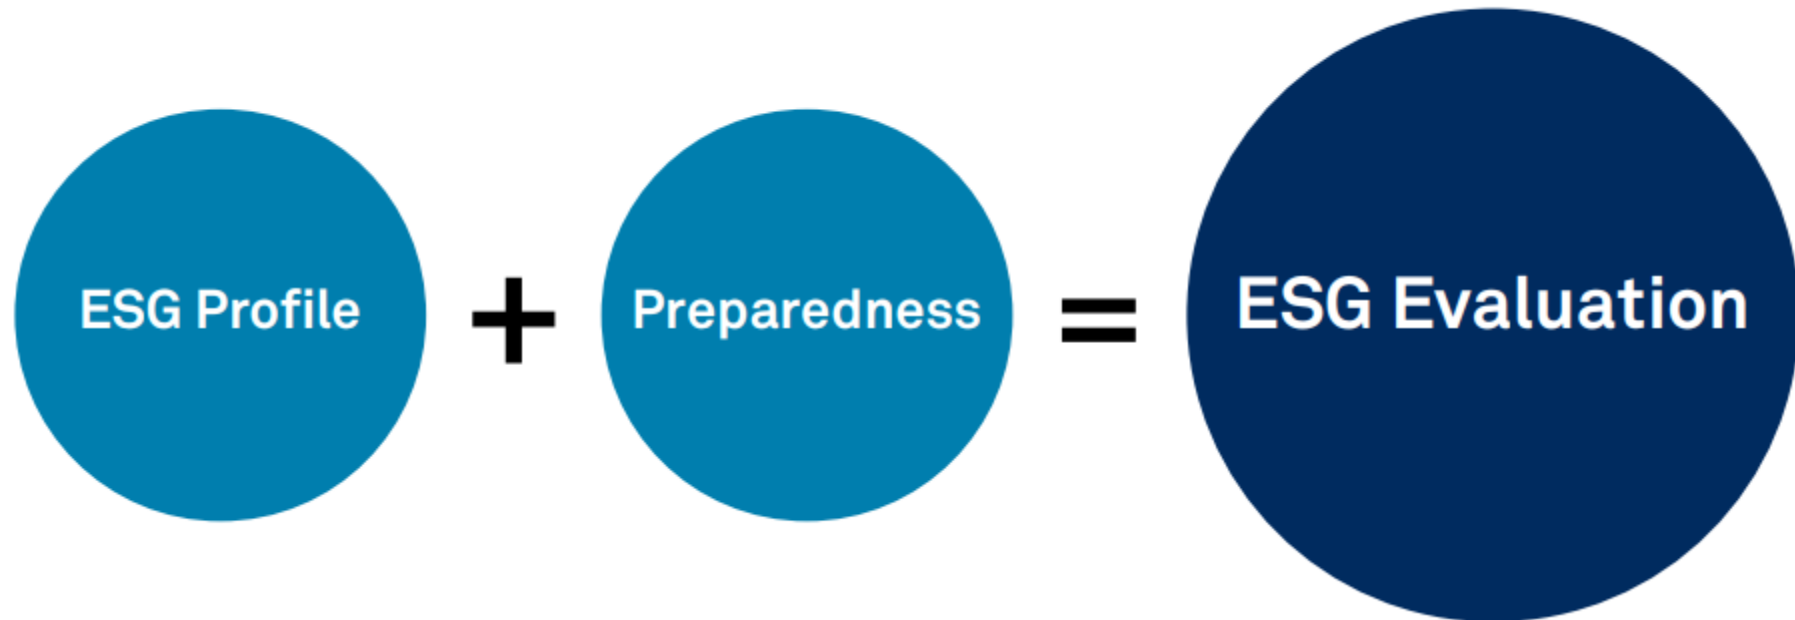 ESG Profile + Preparedness = ESG Evaluation